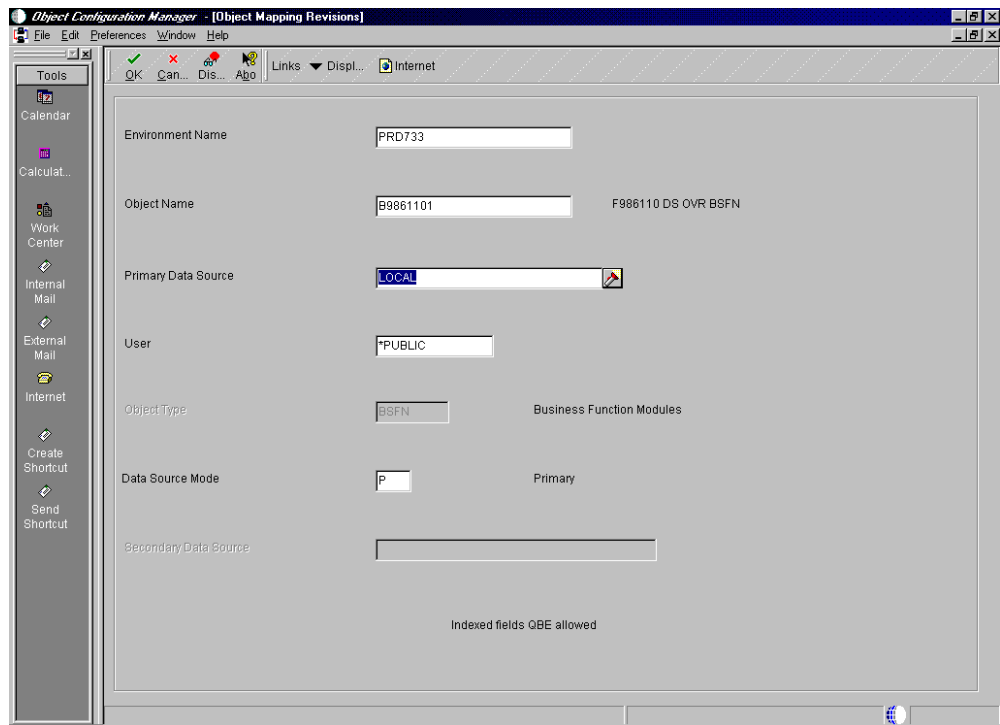 Object Configuration Manager - [Object Mapping Revisions]
File Edit Preferences Window Help
OK Can... Dis... Abo Links Displ... Internet
Tools
Calendar
Calculat...
Work
Center
Internal
Mail
External
Mail
Internet
Create
Shortcut
Send
Shortcut
Environment Name PRD733
Object Name B9861101 F986110 DS OVR BSFN
Primary Data Source LOCAL
User *PUBLIC
Object Type BSFN Business Function Modules
Data Source Mode P Primary
Secondary Data Source
Indexed fields QBE allowed